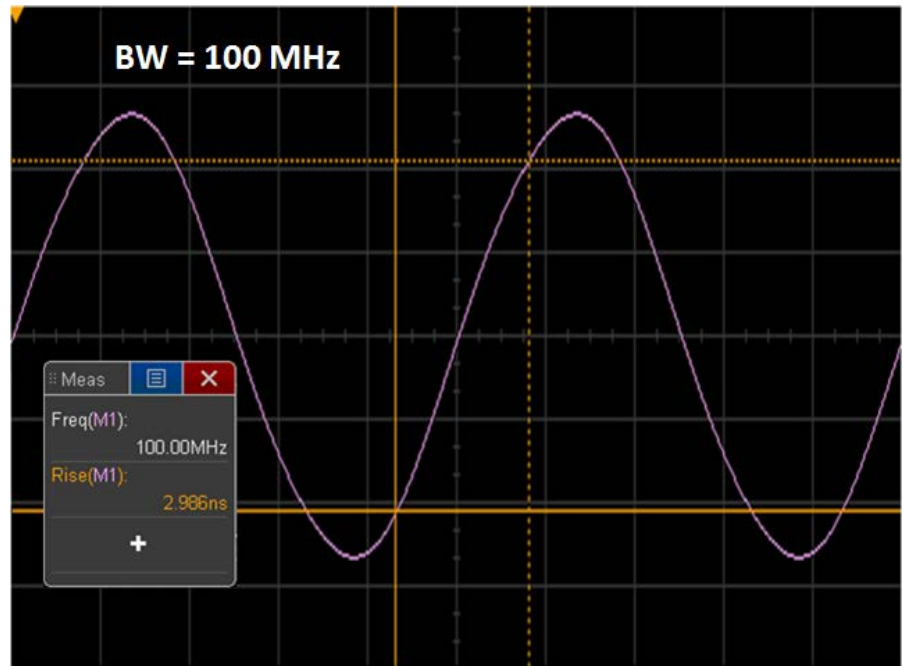 BW = 100 MHz
Meas
Freq(M1):
100.00MHz
Rise(M1):
2.986ns
+